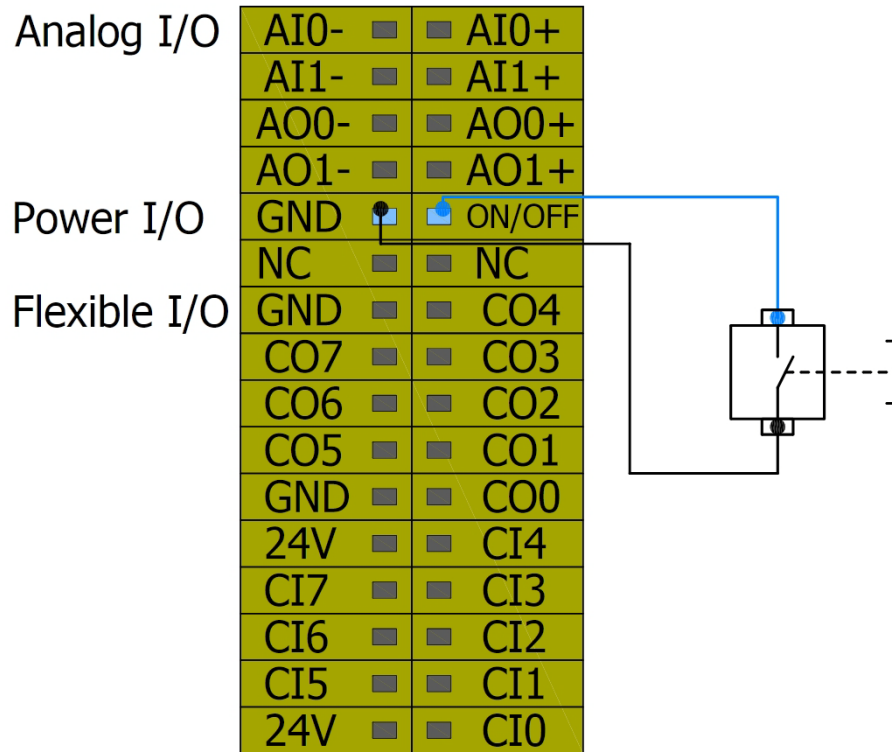 Analog I/O AI0- AI0+
AI1- AI1+
AO0- AO0+
AO1- AO1+
Power I/O GND ON/OFF
NC NC
Flexible I/O GND CO4
CO7 CO3
CO6 CO2
CO5 CO1
GND CO0
24V CI4
CI7 CI3
CI6 CI2
CI5 CI1
24V CI0